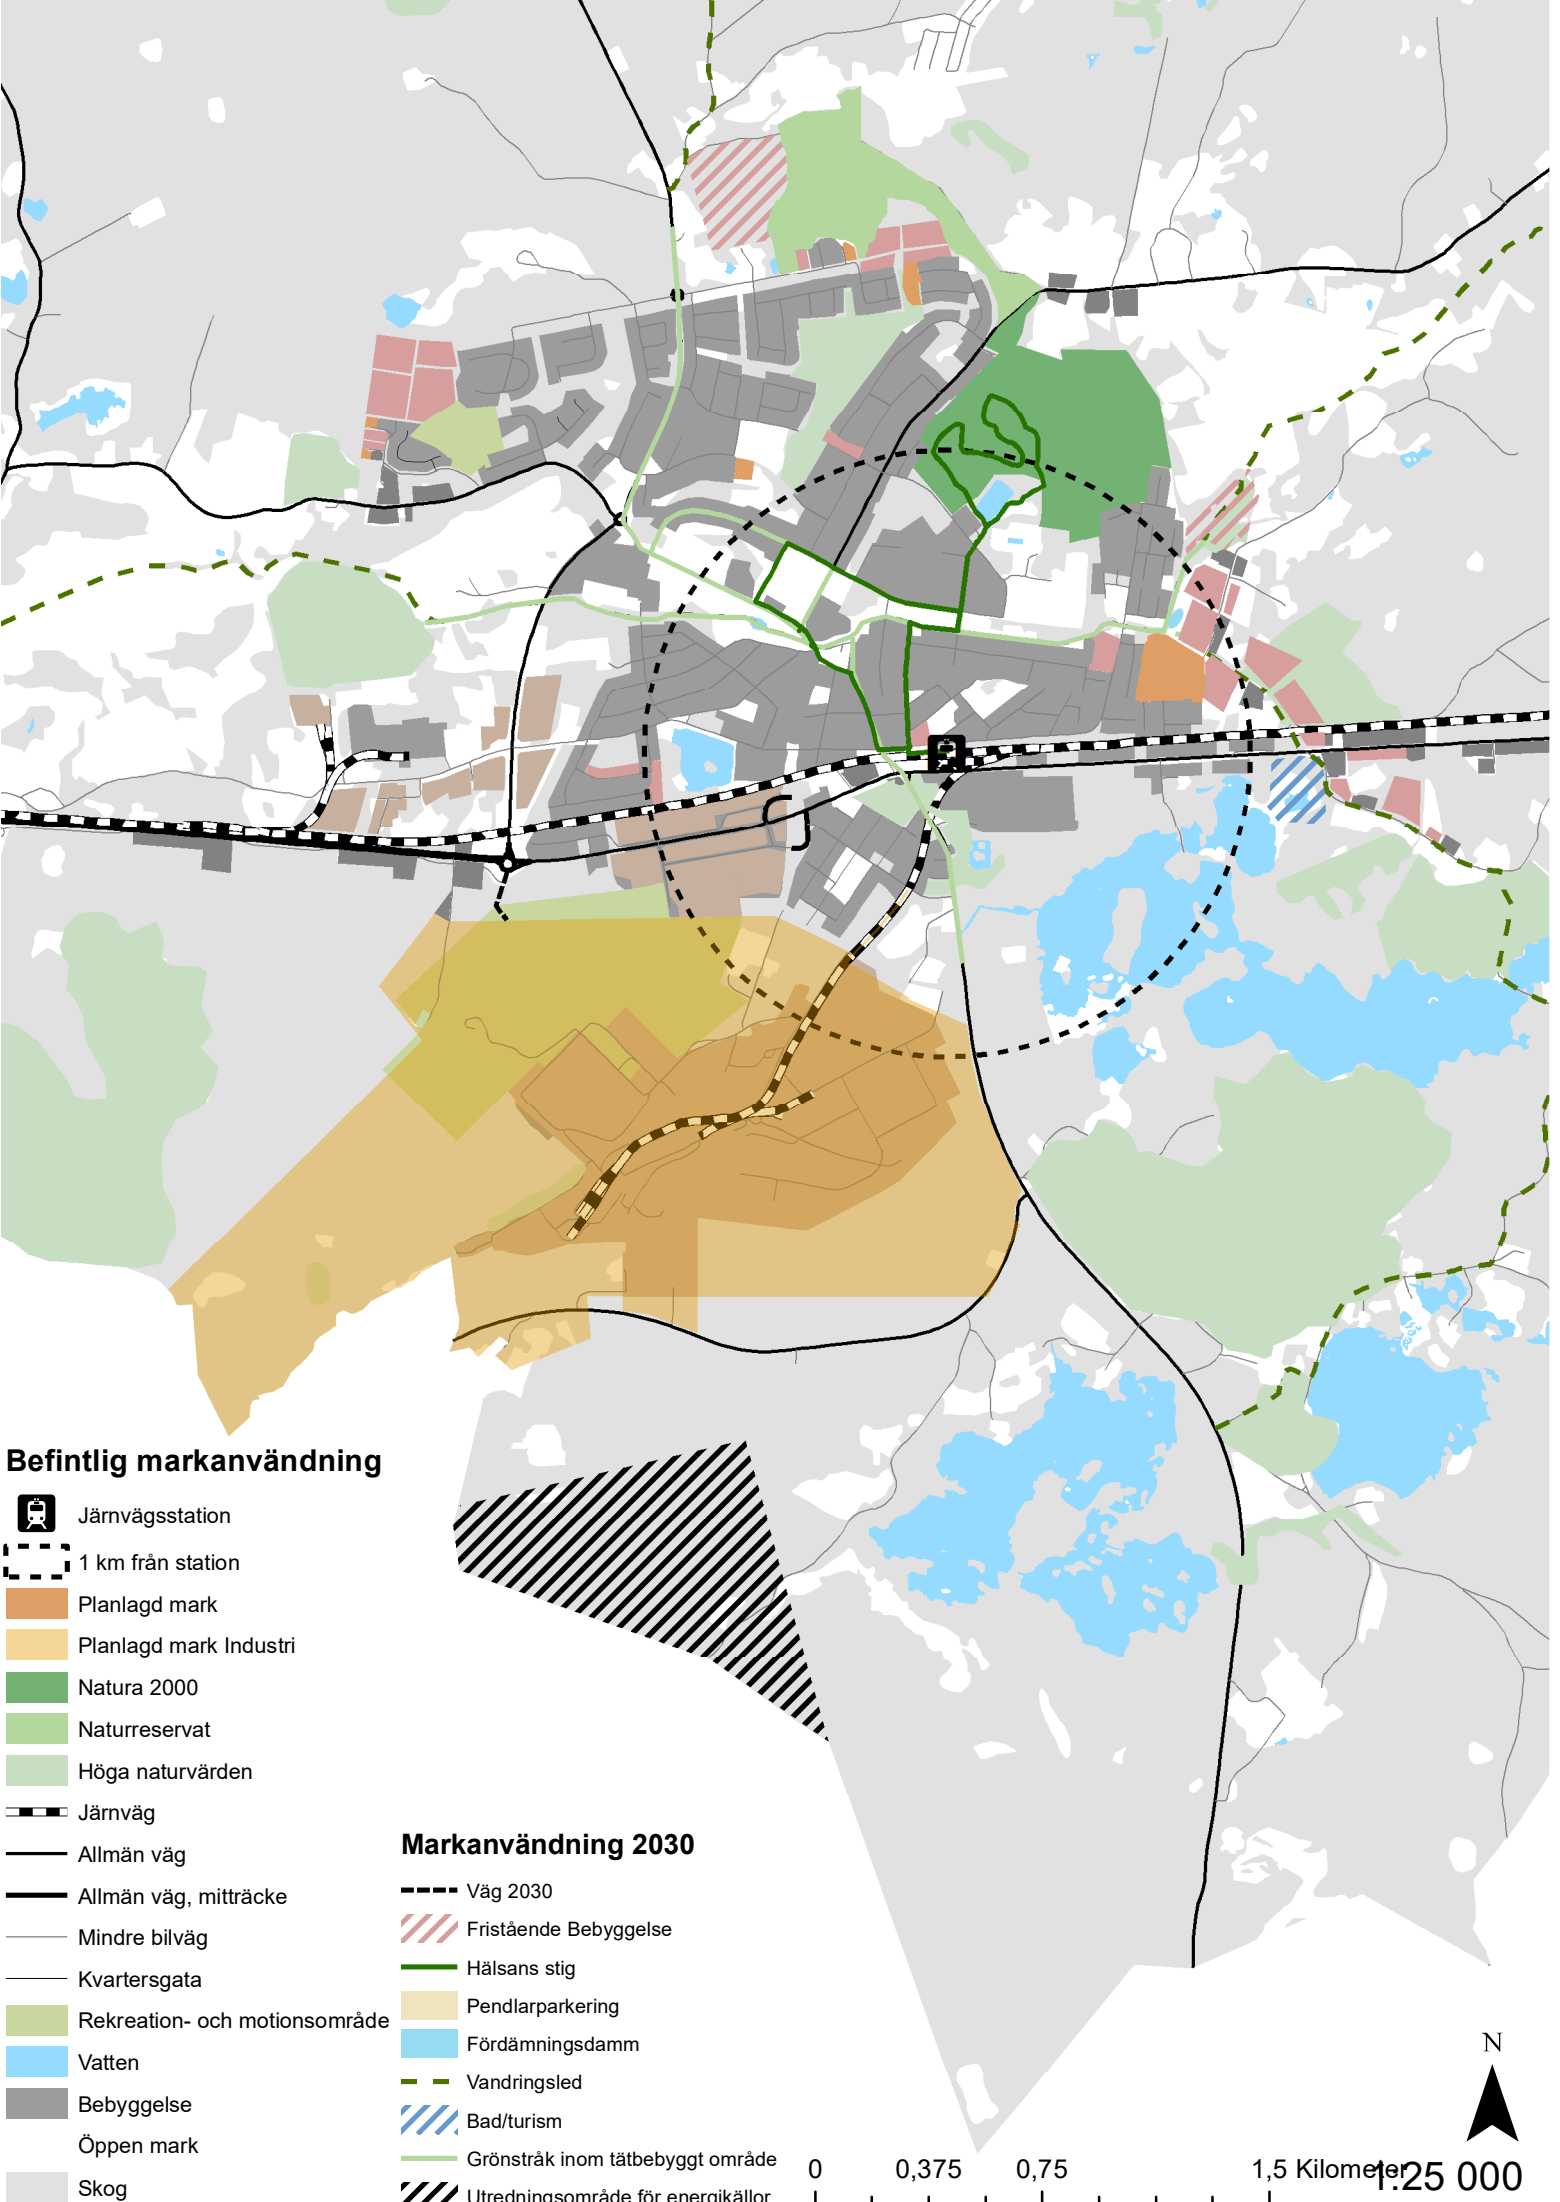 Befintlig markanvändning
Järnvägsstation
1 km från station
Planlagd mark
Planlagd mark Industri
Natura 2000
Naturreservat
Höga naturvärden
Järnväg
Allmän väg
Allmän väg, mitträcke
Mindre bilväg
Kvartersgata
Rekreation- och motionsområde
Vatten
Bebyggelse
Öppen mark
Skog
Markanvändning 2030
Väg 2030
Fristående Bebyggelse
Hälsans stig
Pendlarparkering
Fördämningsdamm
Vandringsled
Bad/turism
Grönstråk inom tätbebyggt område
Utredningsområde för energikällor
N
0 0,375 0,75 1,5 Kilometer
1:25 000